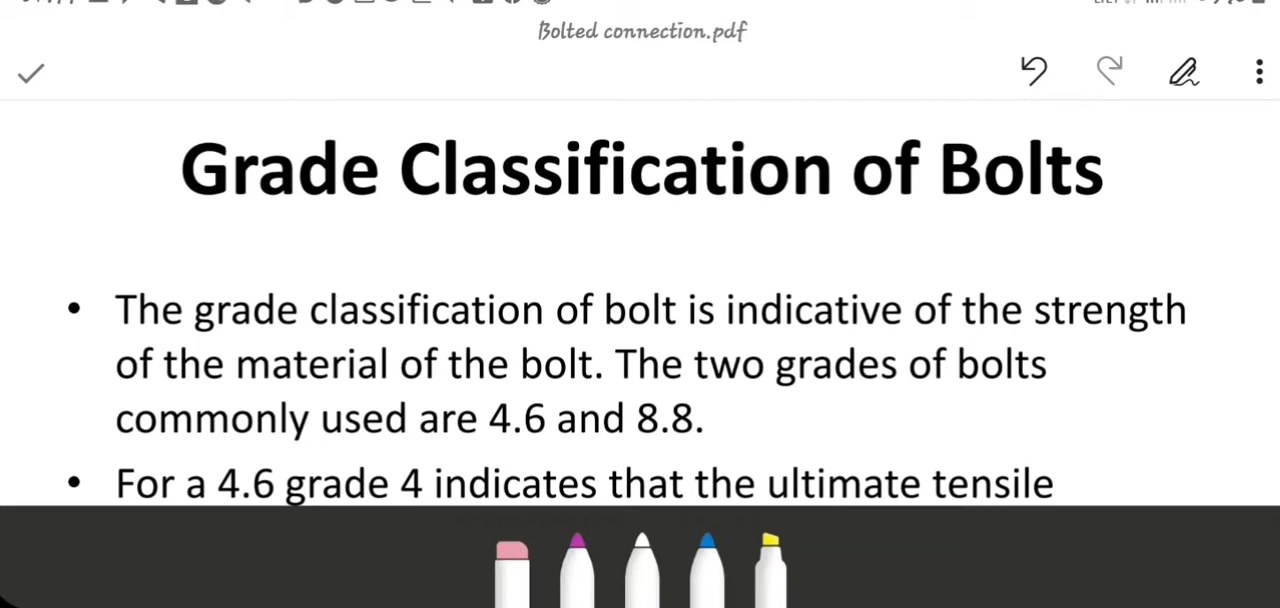 Bolted connection.pdf
Grade Classification of Bolts
• The grade classification of bolt is indicative of the strength
of the material of the bolt. The two grades of bolts
commonly used are 4.6 and 8.8.
• For a 4.6 grade 4 indicates that the ultimate tensile